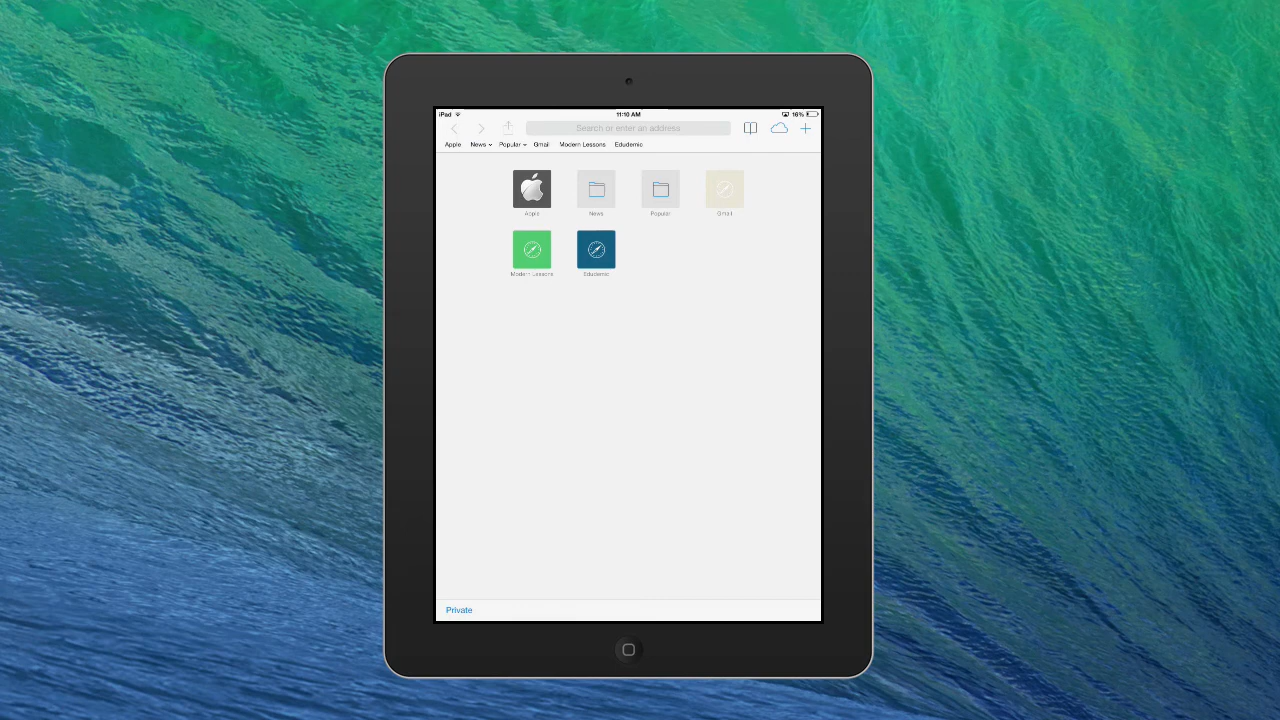 iPad 11:10 AM 16%
Search or enter an address
Apple News Popular Gmail Modern Lessons Edudemic
Apple News Popular Gmail
Modern Lessons Edudemic
Private